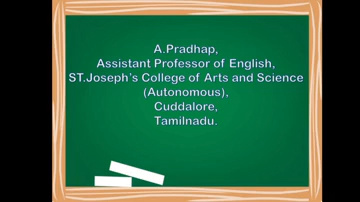 A.Pradhap,
Assistant Professor of English,
ST.Joseph's College of Arts and Science
(Autonomous),
Cuddalore,
Tamilnadu.